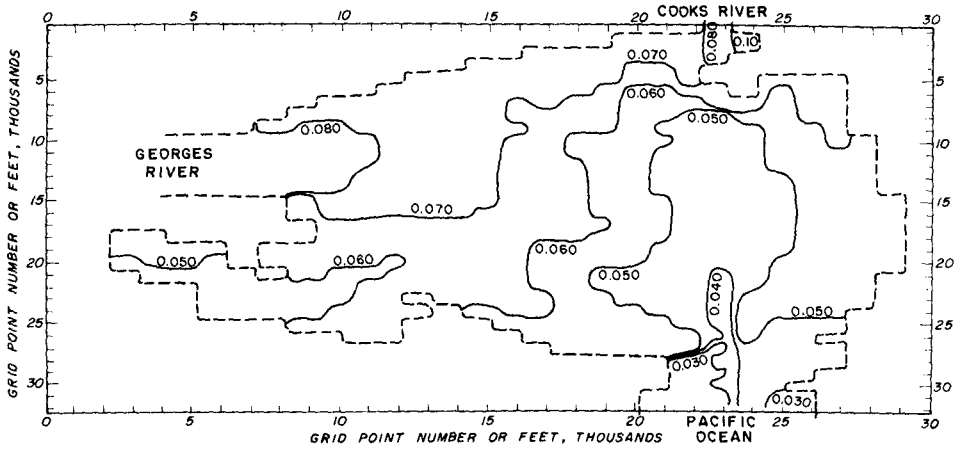 COOKS RIVER
0 5 10 15 20 25 30
GRID POINT NUMBER OR FEET, THOUSANDS
5 10 15 20 25 30
5 10 15 20 25 30
GEORGES
RIVER
0.080
0.10
0.070
0.060
0.050
0.080
0.070
0.060
0.050
0.060
0.050
0.040
0.050
0.030
0.030
0 5 10 15 20 25 30
GRID POINT NUMBER OR FEET, THOUSANDS
PACIFIC
OCEAN